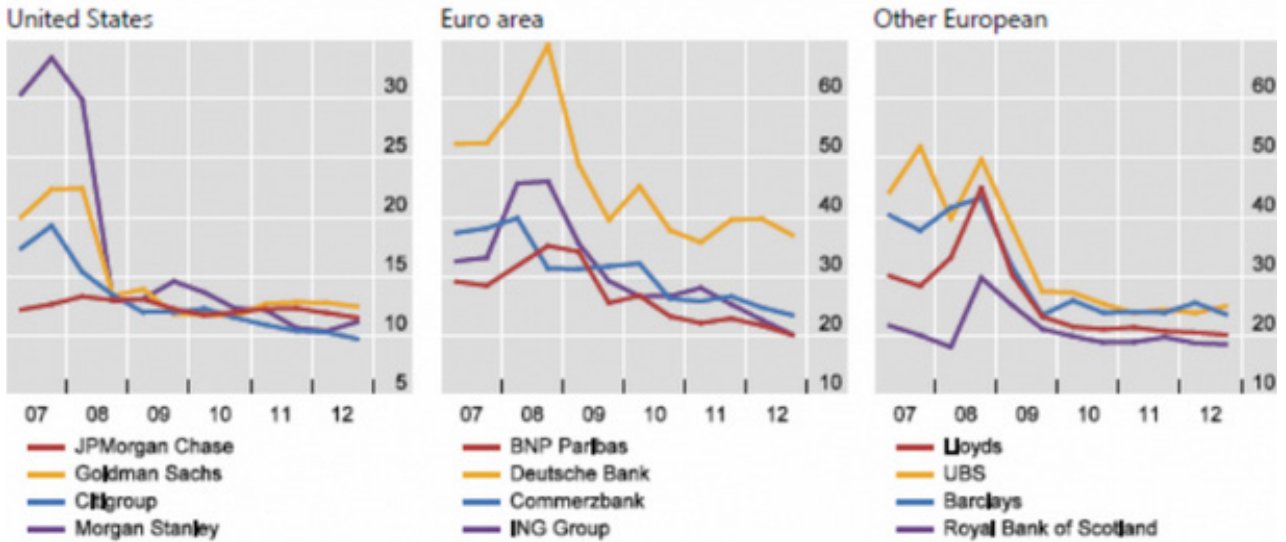 United States
30
25
20
15
10
5
07 08 09 10 11 12
JPMorgan Chase
Goldman Sachs
Citigroup
Morgan Stanley
Euro area
60
50
40
30
20
10
07 08 09 10 11 12
BNP Paribas
Deutsche Bank
Commerzbank
ING Group
Other European
60
50
40
30
20
10
07 08 09 10 11 12
Lloyds
UBS
Barclays
Royal Bank of Scotland